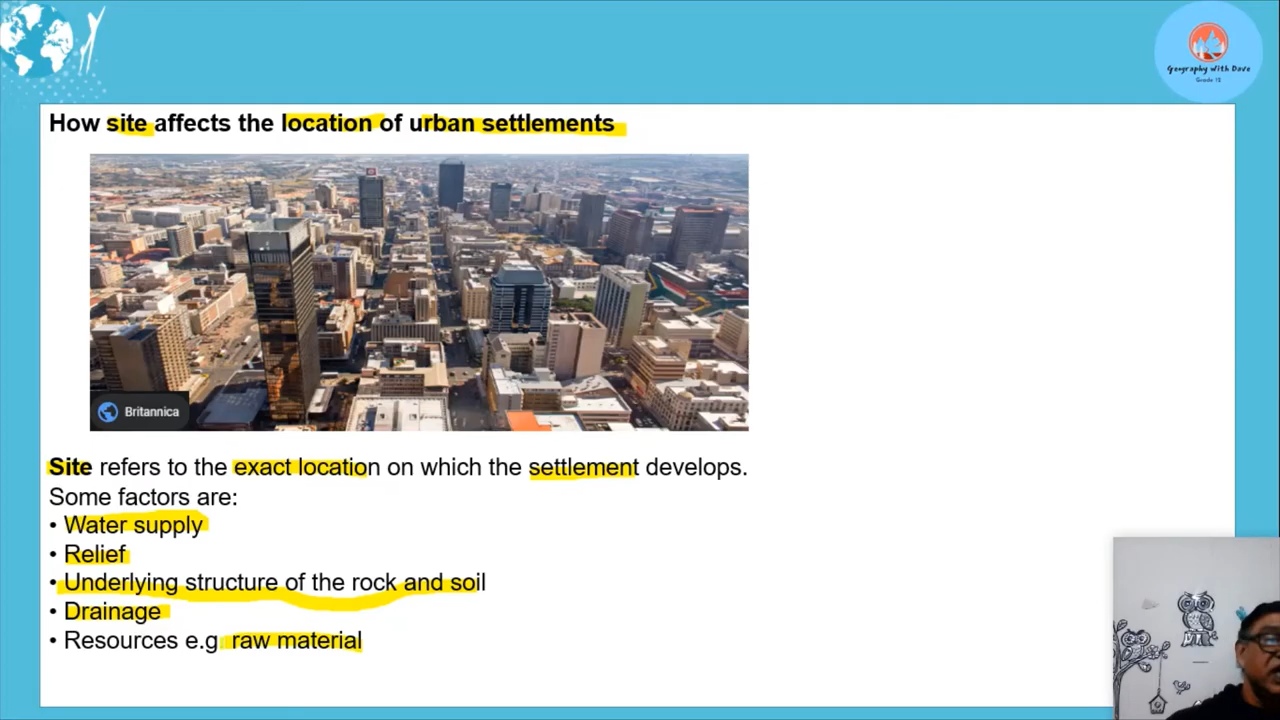 Geography With Dave
Grade 12
How site affects the location of urban settlements
Britannica
Site refers to the exact location on which the settlement develops.
Some factors are:
• Water supply
• Relief
• Underlying structure of the rock and soil
• Drainage
• Resources e.g. raw material